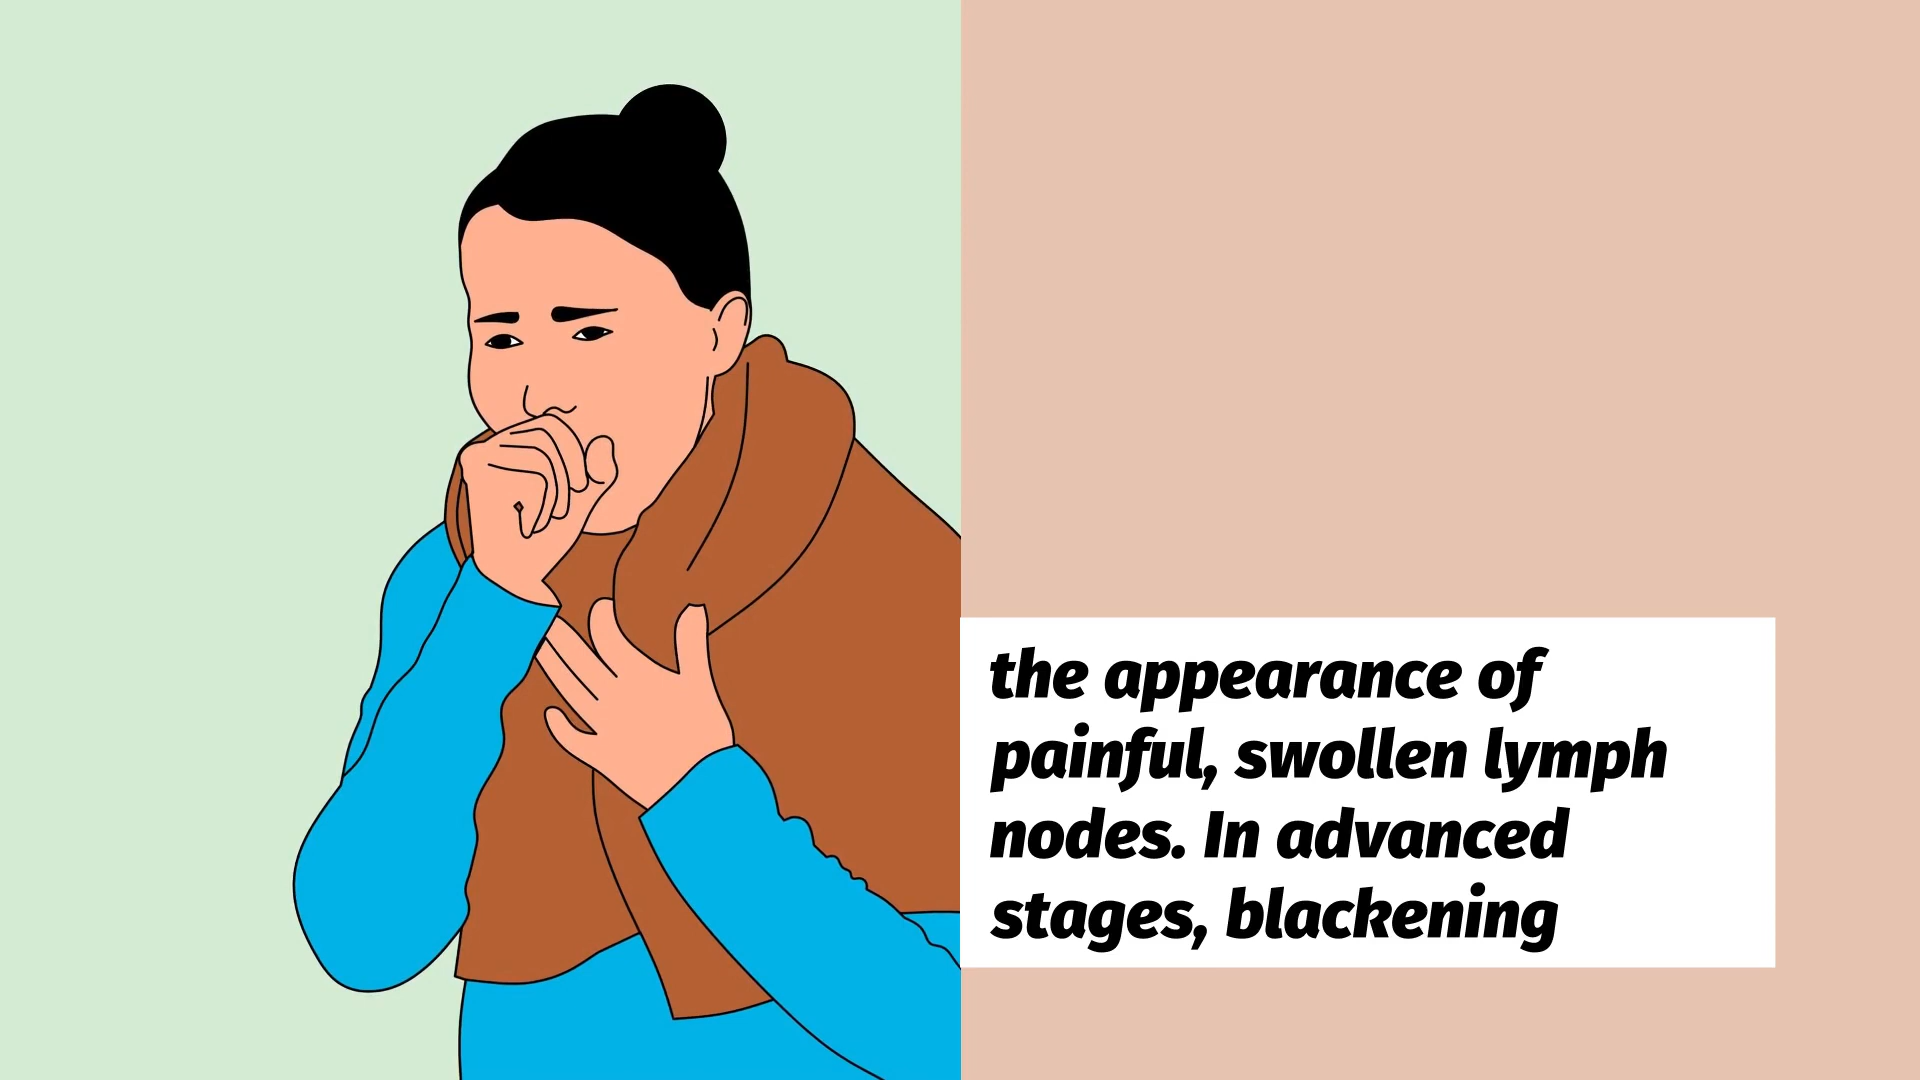 the appearance of
painful, swollen lymph
nodes. In advanced
stages, blackening